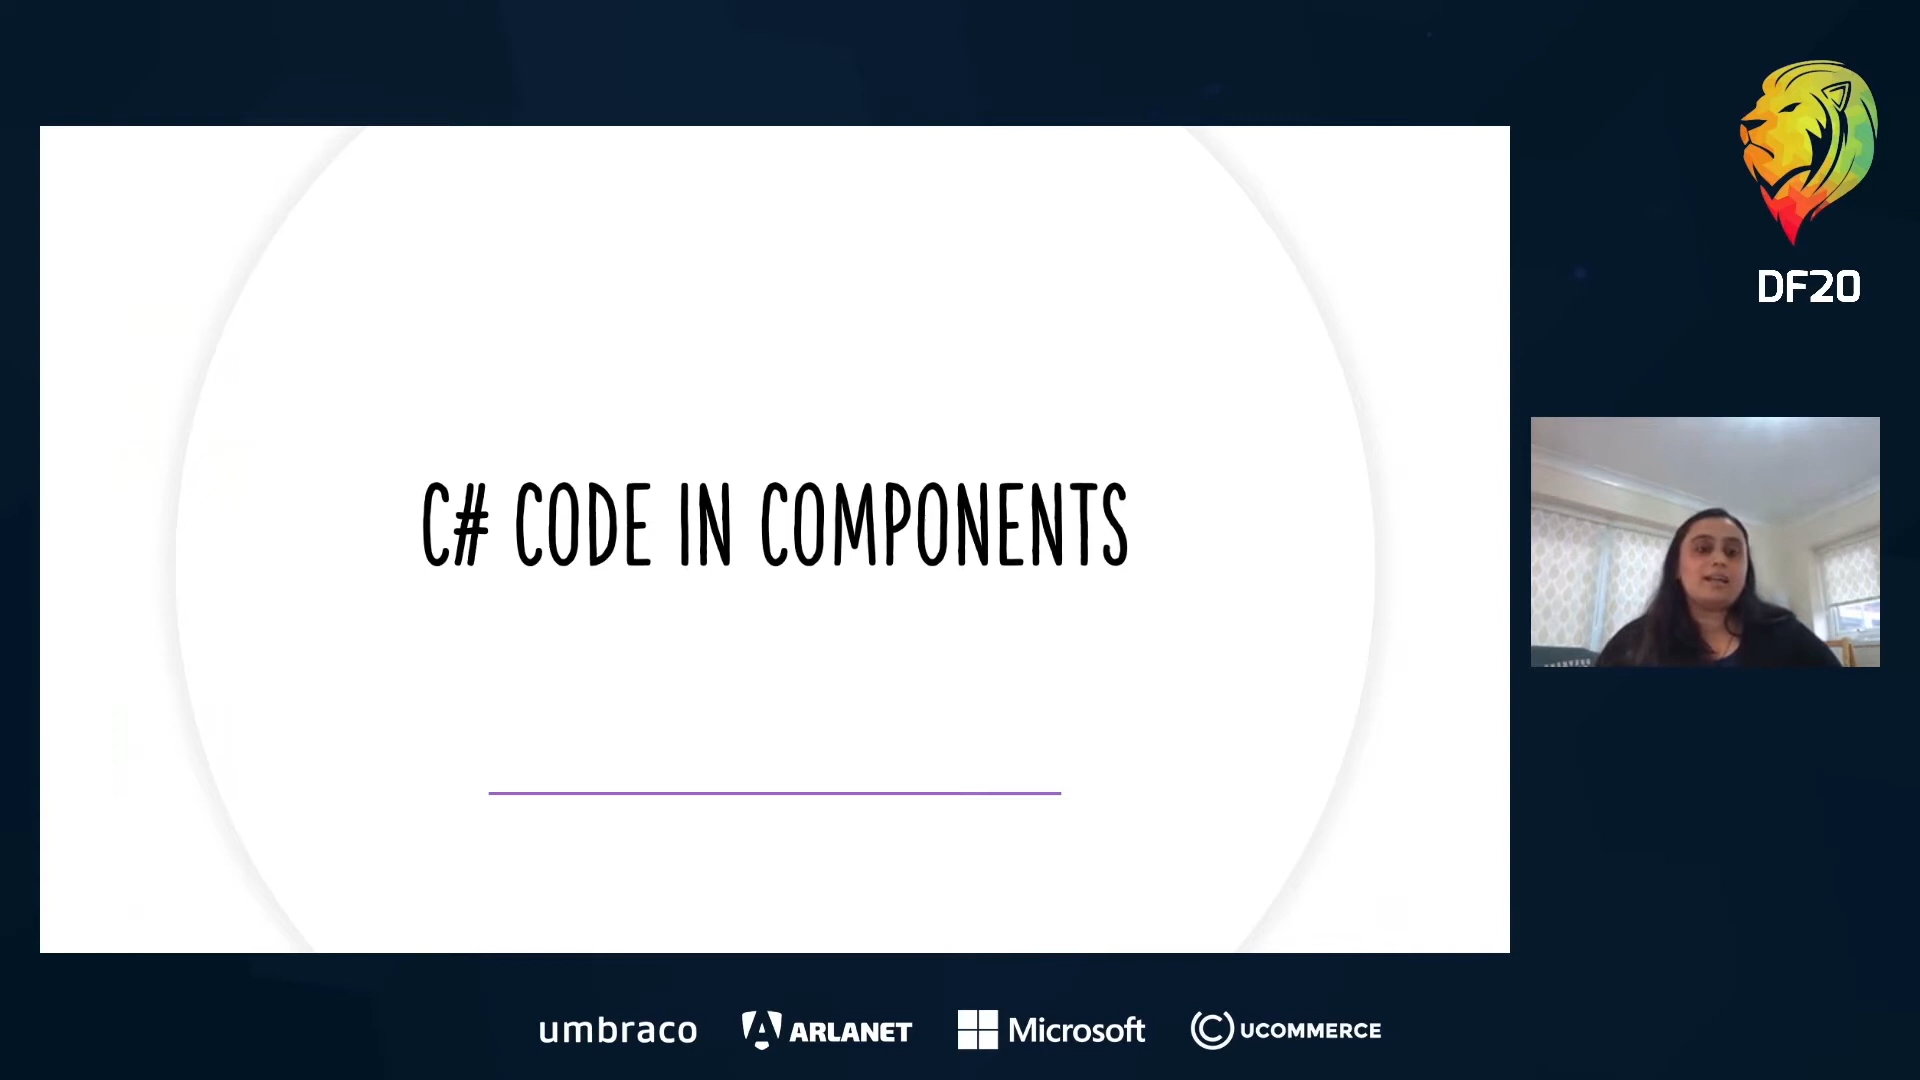 DF20
C# CODE IN COMPONENTS
umbraco
ARLANET
Microsoft
UCOMMERCE